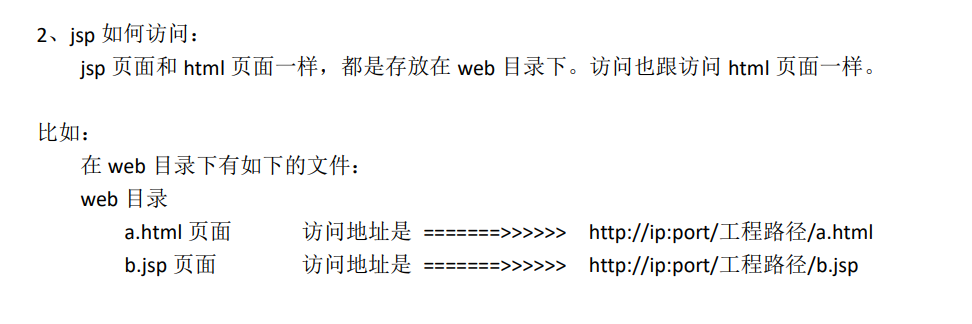 2、jsp 如何访问：
jsp 页面和 html 页面一样，都是存放在 web 目录下。访问也跟访问 html 页面一样。
比如：
在 web 目录下有如下的文件：
web 目录
a.html 页面 访问地址是 =======>>>>>> http://ip:port/工程路径/a.html
b.jsp 页面 访问地址是 =======>>>>>> http://ip:port/工程路径/b.jsp